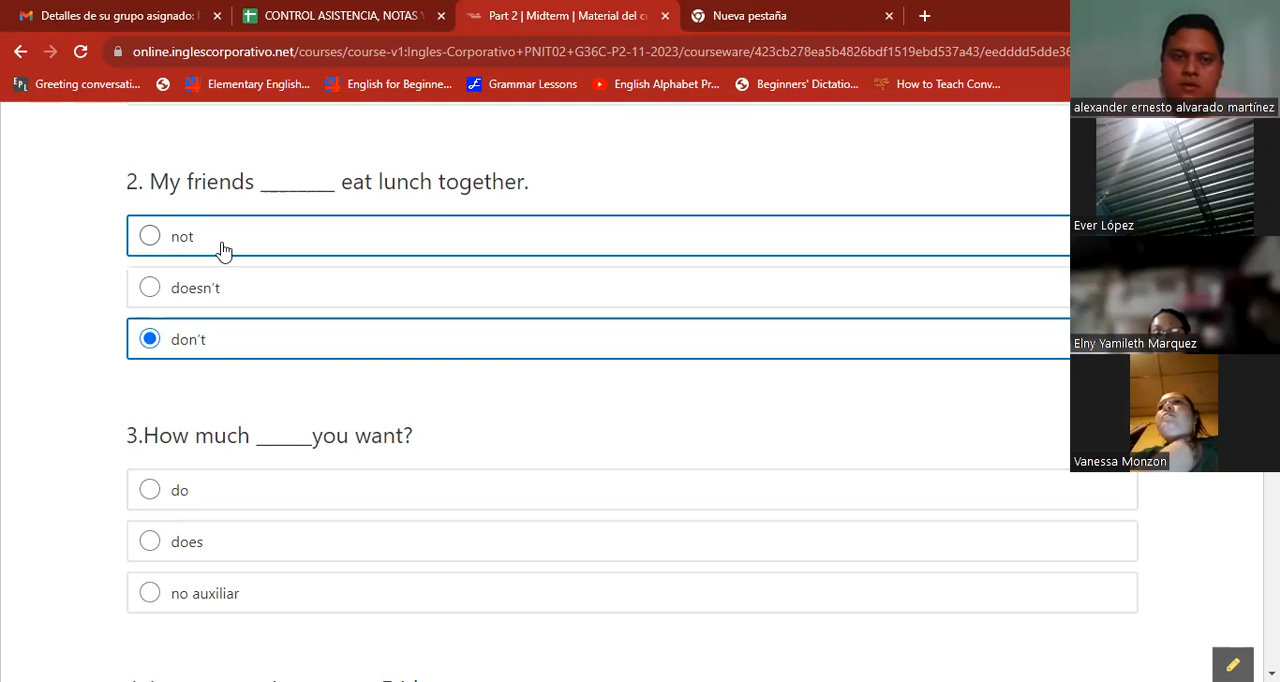 Detalles de su grupo asignado:
CONTROL ASISTENCIA, NOTAS Y
Part 2 | Midterm | Material del cu
Nueva pestaña
online.inglescorporativo.net/courses/course-v1:Ingles-Corporativo+PNIT02+G36C-P2-11-2023/courseware/423cb278ea5b4826bdf1519ebd537a43/eedddd5dde36
Greeting conversati...
Elementary English...
English for Beginne...
Grammar Lessons
English Alphabet Pr...
Beginners' Dictatio...
How to Teach Conv...
alexander ernesto alvarado martínez
Ever López
Elny Yamileth Marquez
Vanessa Monzon
2. My friends ________ eat lunch together.
not
doesn't
don't
3.How much _____you want?
do
does
no auxiliar